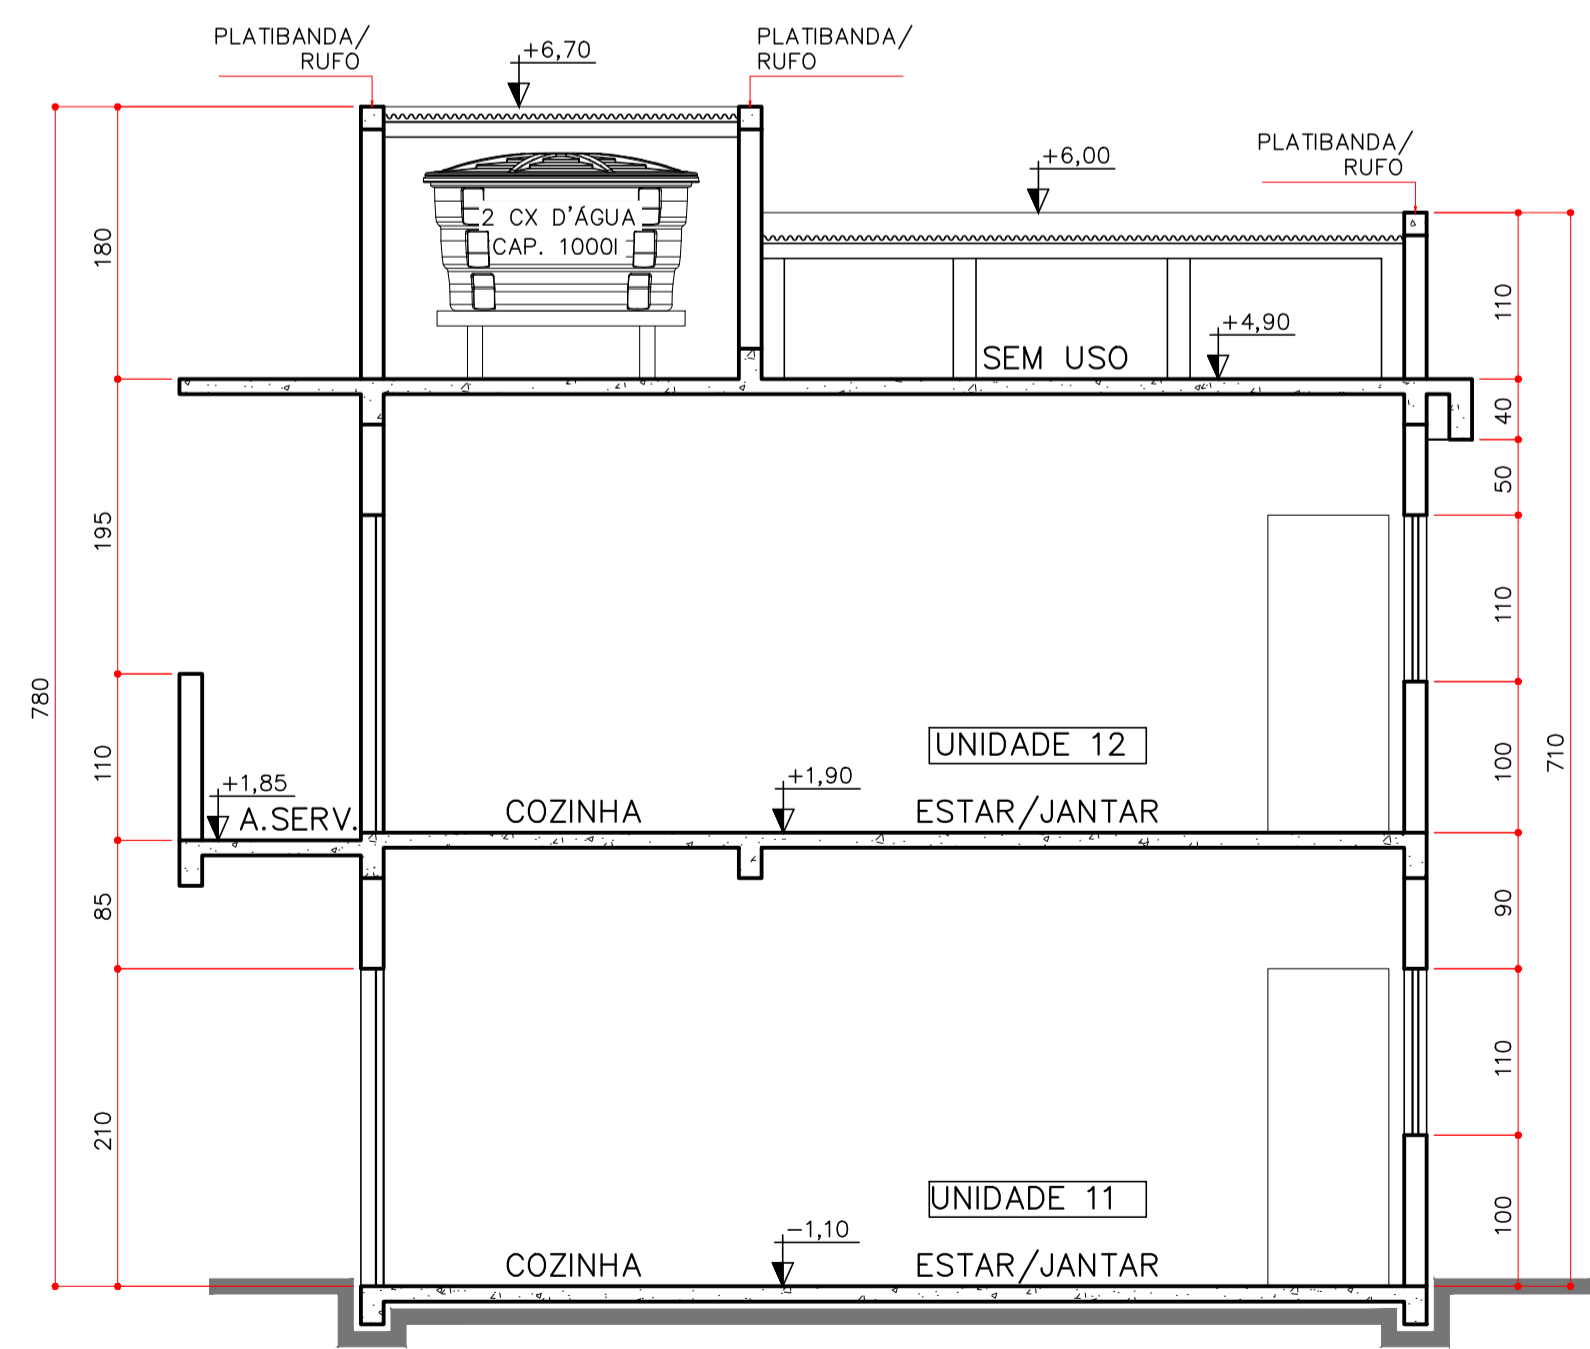 PLATIBANDA/
RUFO
+6,70
PLATIBANDA/
RUFO
PLATIBANDA/
RUFO
+6,00
2 CX D'ÁGUA
CAP. 1000l
180
110
+4,90
SEM USO
40
50
195
110
780
710
110
100
UNIDADE 12
+1,85
A.SERV.
+1,90
COZINHA
ESTAR/JANTAR
85
90
110
210
100
UNIDADE 11
-1,10
COZINHA
ESTAR/JANTAR